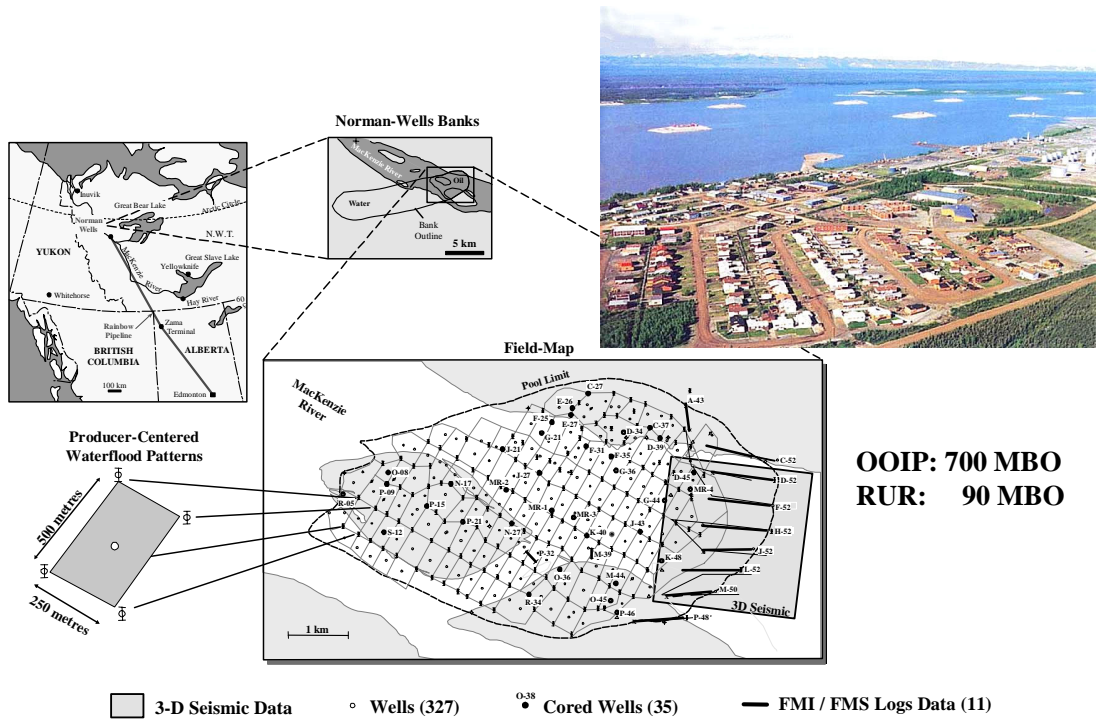 Norman-Wells Banks
MacKenzie River
Oil
Water
Bank
Outline
5 km
Inuvik
Great Bear Lake
Arctic Circle
Norman
Wells
N.W.T.
YUKON
MacKenzie
River
Great Slave Lake
Yellowknife
Whitehorse
Hay River
60
Rainbow
Pipeline
Zama
Terminal
BRITISH
COLUMBIA
ALBERTA
100 km
Edmonton
Field-Map
MacKenzie
River
Pool Limit
C-27
A-43
E-26
F-25
E-27
D-34
C-37
G-21
D-39
J-21
F-31
F-35
C-52
O-08
J-27
G-36
D-45
D-52
P-09
N-17
MR-2
MR-4
R-05
G-44
P-15
MR-1
MR-3
F-52
P-21
J-43
S-12
N-27
K-40
H-52
P-32
M-39
K-48
J-52
O-36
M-44
L-52
R-34
O-45
M-50
P-46
3D Seismic
P-48
1 km
Producer-Centered
Waterflood Patterns
500 metres
250 metres
OOIP: 700 MBO
RUR: 90 MBO
3-D Seismic Data
Wells (327)
O-38
Cored Wells (35)
FMI / FMS Logs Data (11)